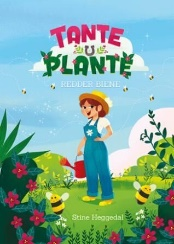 TANTE
PLANTE
REDDER BIENE
Stine Heggedal